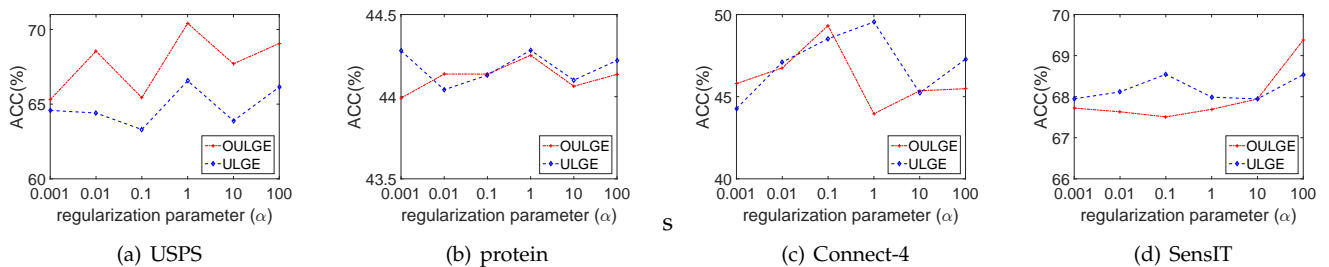 ACC(%)
70
65
60
OULGE
ULGE
0.001 0.01 0.1 1 10 100
regularization parameter (α)
(a) USPS
ACC(%)
44.5
44
43.5
OULGE
ULGE
0.001 0.01 0.1 1 10 100
regularization parameter (α)
(b) protein
s
ACC(%)
50
45
40
OULGE
ULGE
0.001 0.01 0.1 1 10 100
regularization parameter (α)
(c) Connect-4
ACC(%)
70
69
68
67
66
OULGE
ULGE
0.001 0.01 0.1 1 10 100
regularization parameter (α)
(d) SensIT